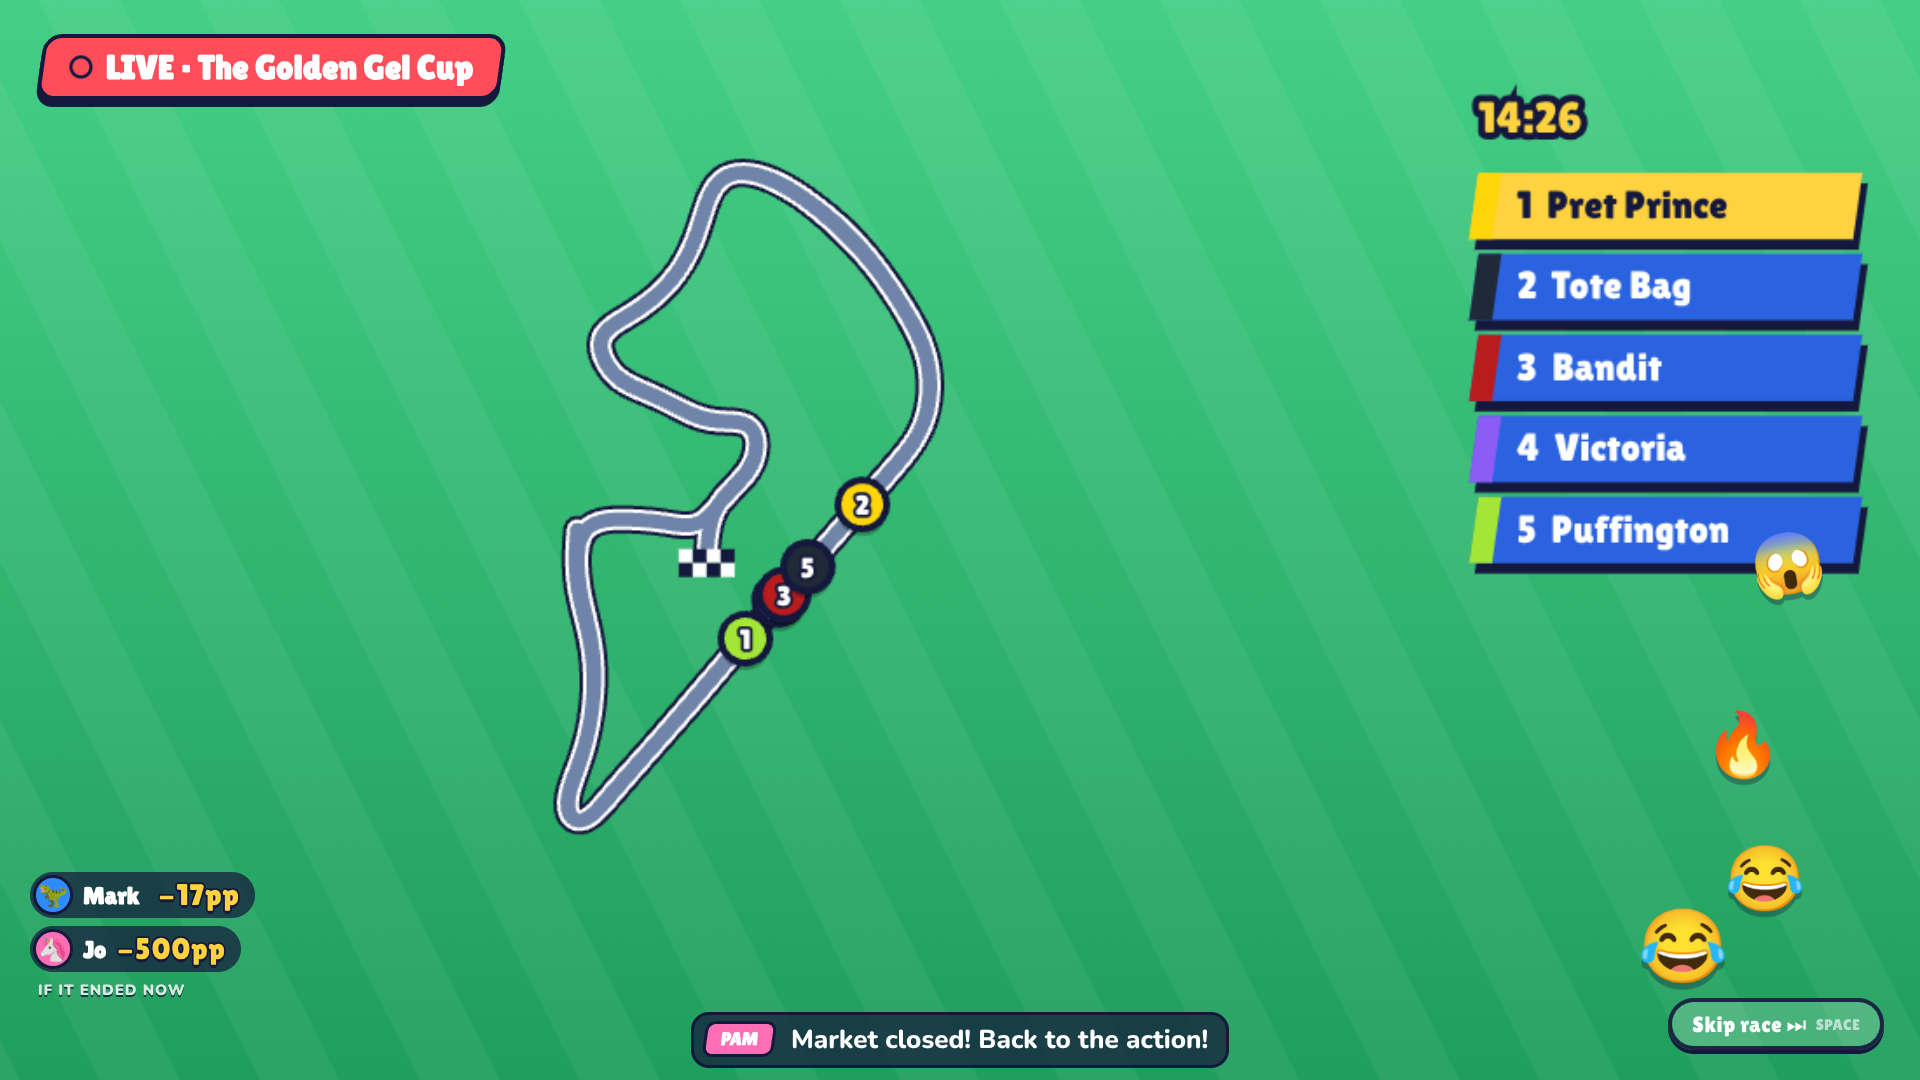 LIVE · The Golden Gel Cup
14:26
1 Pret Prince
2 Tote Bag
3 Bandit
4 Victoria
5 Puffington
2
5
3
1
Mark -17pp
Jo -500pp
IF IT ENDED NOW
PAM Market closed! Back to the action!
Skip race SPACE